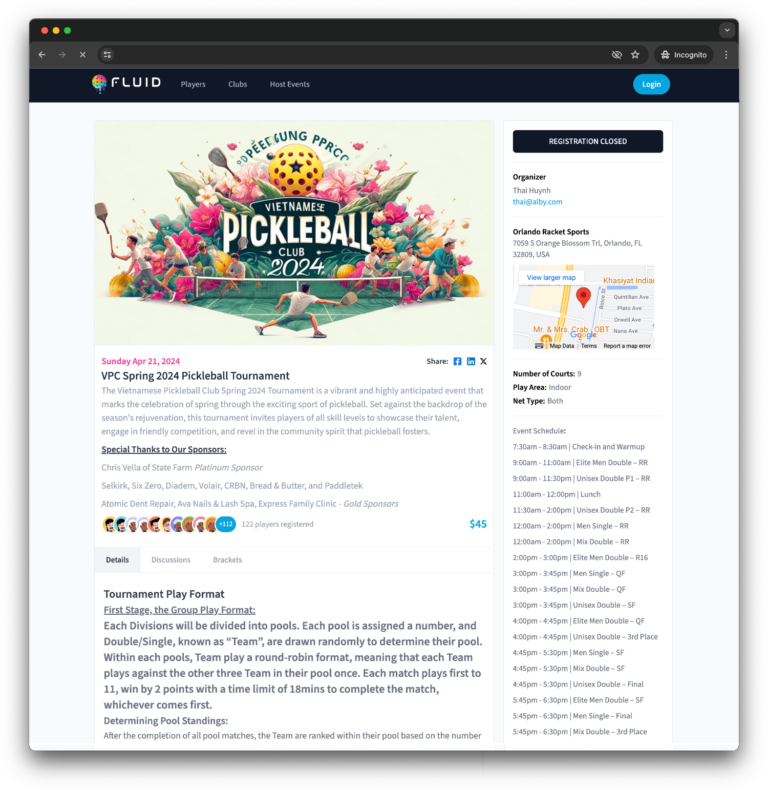 Incognito
FLUID
Players
Clubs
Host Events
Login
VIETNAMESE
PICKLEBALL
CLUB
2024
Sunday Apr 21, 2024
Share:
VPC Spring 2024 Pickleball Tournament
The Vietnamese Pickleball Club Spring 2024 Tournament is a vibrant and highly anticipated event that
marks the celebration of spring through the exciting sport of pickleball. Set against the backdrop of the
season's rejuvenation, this tournament invites players of all skill levels to showcase their talent,
engage in friendly competition, and revel in the community spirit that pickleball fosters.
Special Thanks to Our Sponsors:
Chris Vella of State Farm Platinum Sponsor
Selkirk, Six Zero, Diadem, Volair, CRBN, Bread & Butter, and Paddletek
Atomic Dent Repair, Ava Nails & Lash Spa, Express Family Clinic - Gold Sponsors
+112
122 players registered
$45
Details
Discussions
Brackets
Tournament Play Format
First Stage, the Group Play Format:
Each Divisions will be divided into pools. Each pool is assigned a number, and
Double/Single, known as “Team”, are drawn randomly to determine their pool.
Within each pools, Team play a round-robin format, meaning that each Team
plays against the other three Team in their pool once. Each match plays first to
11, win by 2 points with a time limit of 18mins to complete the match,
whichever comes first.
Determining Pool Standings:
After the completion of all pool matches, the Team are ranked within their pool based on the number
REGISTRATION CLOSED
Organizer
Thai Huynh
thai@alby.com
Orlando Racket Sports
7059 S Orange Blossom Trl, Orlando, FL
32809, USA
View larger map
Khasiyat Indian
Quintilian Ave
Plato Ave
Orwell Ave
Nana Ave
Mr. & Mrs. Crab - OBT
Google
Map Data
Terms
Report a map error
Number of Courts: 9
Play Area: Indoor
Net Type: Both
Event Schedule:
7:30am - 8:30am | Check-in and Warmup
9:00am - 11:00am | Elite Men Double – RR
9:00am - 11:30pm | Unisex Double P1 – RR
11:00am - 12:00pm | Lunch
11:30am - 2:00pm | Unisex Double P2 – RR
12:00am - 2:00pm | Men Single – RR
12:00am - 2:00pm | Mix Double – RR
2:00pm - 3:00pm | Elite Men Double – R16
3:00pm - 3:45pm | Men Single – QF
3:00pm - 3:45pm | Mix Double – QF
3:00pm - 3:45pm | Unisex Double – SF
4:00pm - 4:45pm | Elite Men Double – QF
4:00pm - 4:45pm | Unisex Double – 3rd Place
4:45pm - 5:30pm | Men Single – SF
4:45pm - 5:30pm | Mix Double – SF
4:45pm - 5:30pm | Unisex Double – Final
5:45pm - 6:30pm | Elite Men Double – SF
5:45pm - 6:30pm | Men Single – Final
5:45pm - 6:30pm | Mix Double – 3rd Place